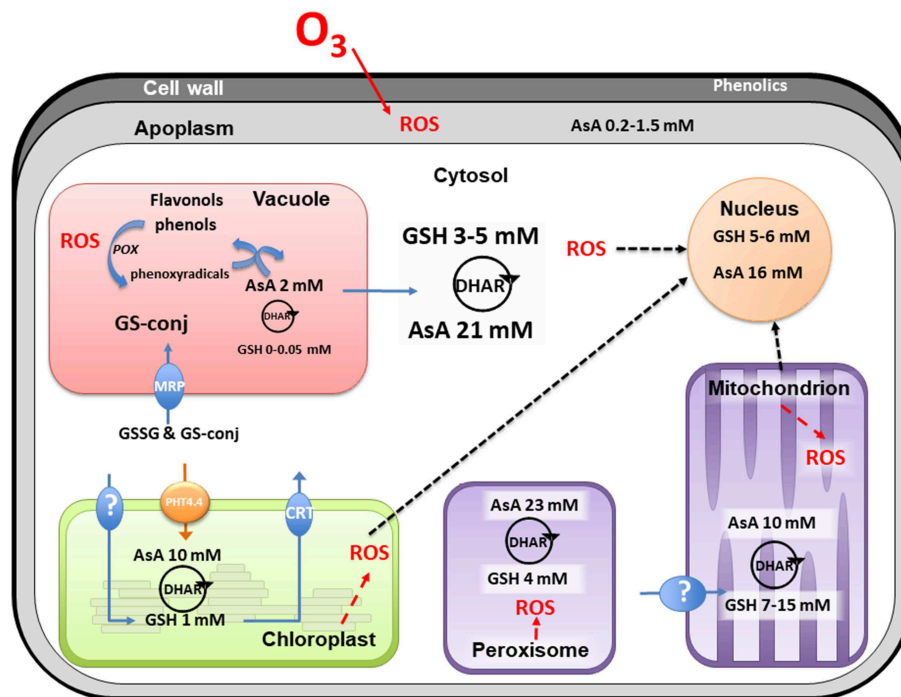 O3
Cell wall
Phenolics
Apoplasm
ROS
AsA 0.2-1.5 mM
Cytosol
Flavonols
Vacuole
phenols
ROS
POX
phenoxyradicals
AsA 2 mM
DHAR
GSH 0-0.05 mM
GS-conj
MRP
GSSG & GS-conj
GSH 3-5 mM
DHAR
AsA 21 mM
ROS
Nucleus
GSH 5-6 mM
AsA 16 mM
?
PHT4.4
CRT
AsA 10 mM
DHAR
GSH 1 mM
ROS
Chloroplast
AsA 23 mM
DHAR
GSH 4 mM
ROS
Peroxisome
Mitochondrion
ROS
AsA 10 mM
DHAR
?
GSH 7-15 mM